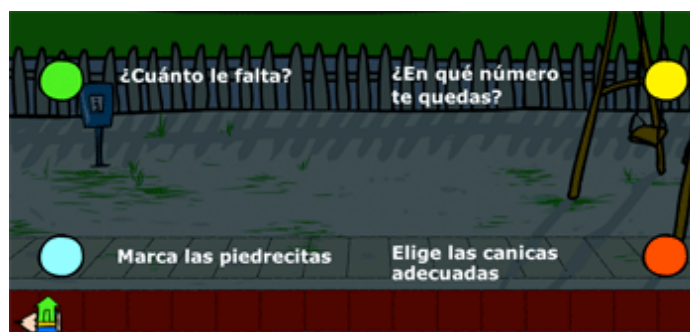 ¿Cuánto le falta?
¿En qué número
te quedas?
Marca las piedrecitas
Elige las canicas
adecuadas